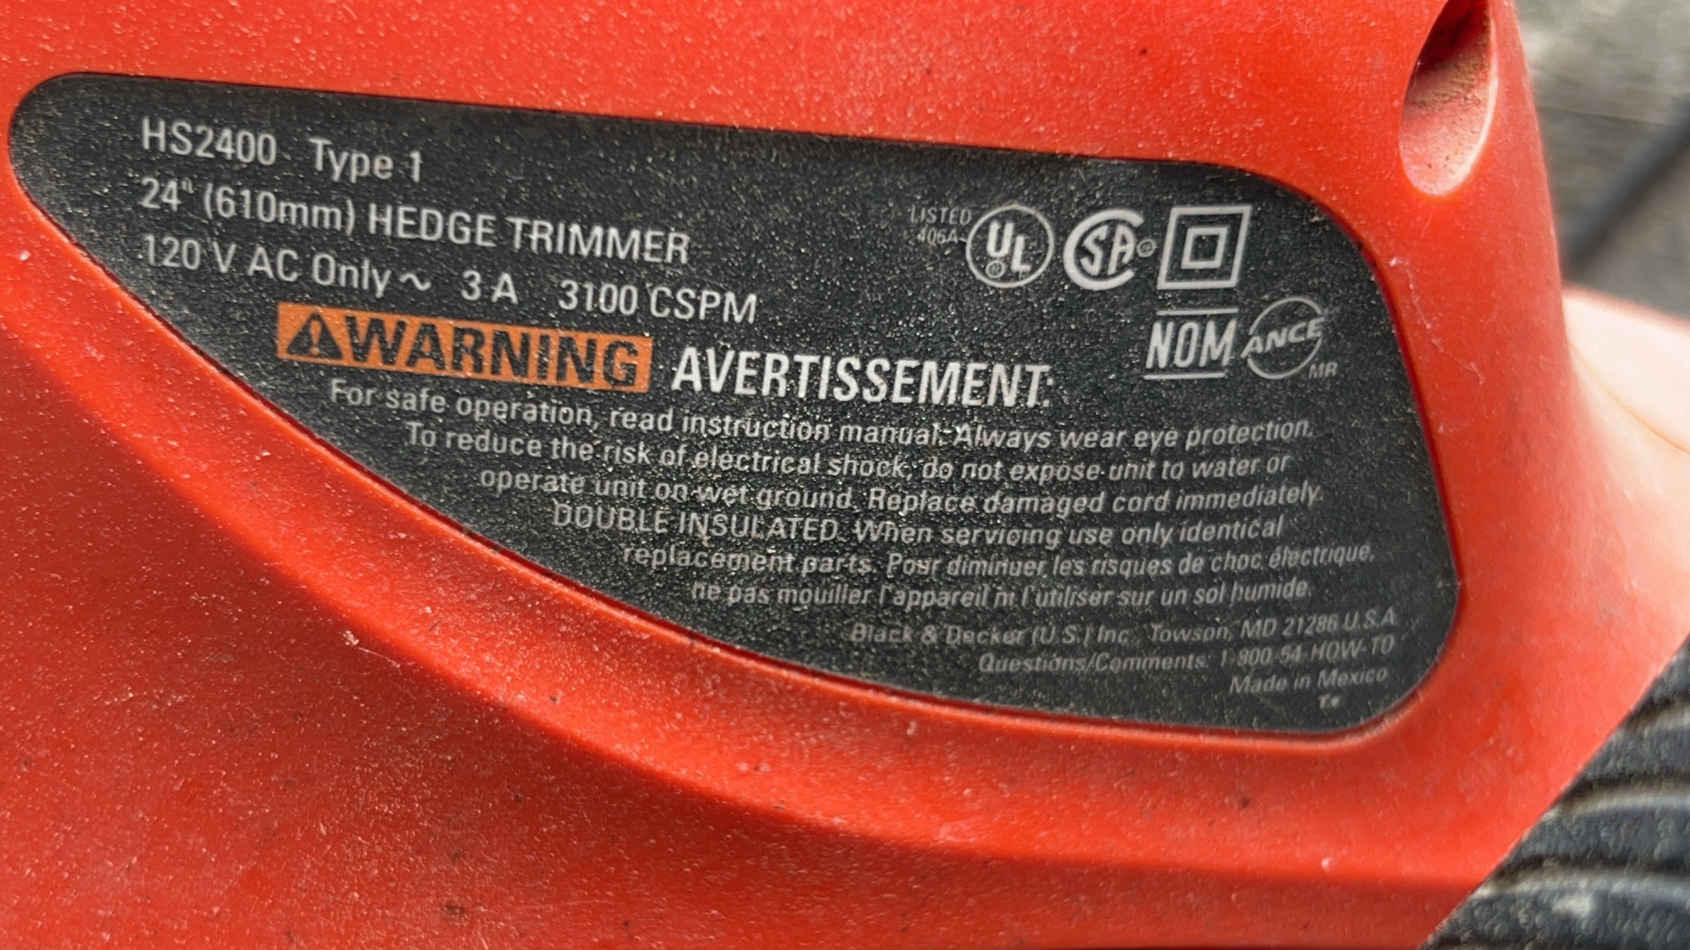 HS2400 Type 1
24" (610mm) HEDGE TRIMMER
120 V AC Only ~ 3 A 3100 CSPM
LISTED
406A
UL
SA
NOM ANCE
MR
WARNING AVERTISSEMENT:
For safe operation, read instruction manual. Always wear eye protection.
To reduce the risk of electrical shock, do not expose unit to water or
operate unit on wet ground. Replace damaged cord immediately.
DOUBLE INSULATED. When servicing use only identical
replacement parts. Pour diminuer les risques de choc électrique,
ne pas mouiller l'appareil ni l'utiliser sur un sol humide.
Black & Decker (U.S.) Inc. Towson, MD 21286 U.S.A
Questions/Comments: 1-800-54-HOW-TO
Made in Mexico